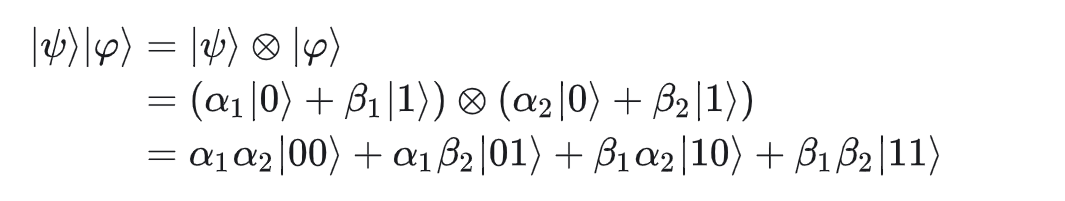 |ψ⟩|φ⟩ = |ψ⟩ ⊗ |φ⟩
= (α₁|0⟩ + β₁|1⟩) ⊗ (α₂|0⟩ + β₂|1⟩)
= α₁α₂|00⟩ + α₁β₂|01⟩ + β₁α₂|10⟩ + β₁β₂|11⟩